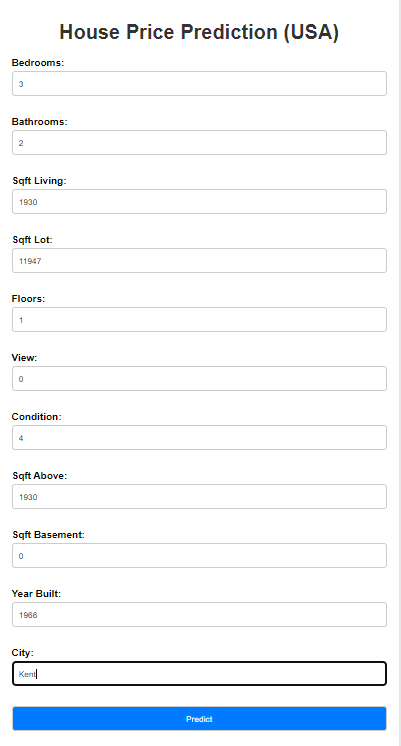 House Price Prediction (USA)
Bedrooms:
3
Bathrooms:
2
Sqft Living:
1930
Sqft Lot:
11947
Floors:
1
View:
0
Condition:
4
Sqft Above:
1930
Sqft Basement:
0
Year Built:
1966
City:
Kent
Predict